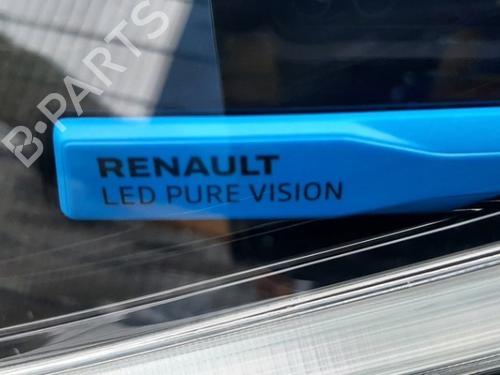 B-PARTS
RENAULT
LED PURE VISION